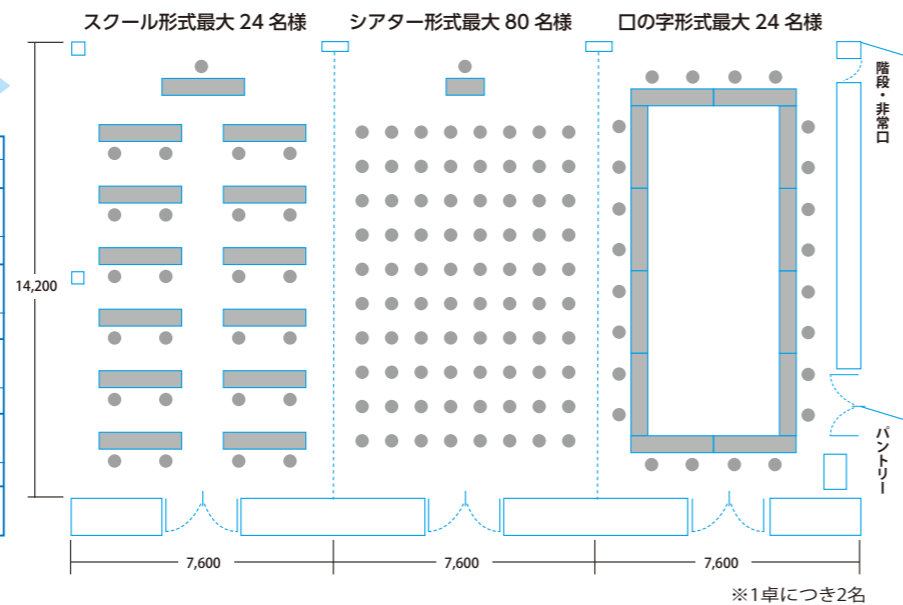 スクール形式最大 24 名様
シアター形式最大 80 名様
口の字形式最大 24 名様
階段・非常口
14,200
パントリー
7,600
7,600
7,600
※1卓につき2名